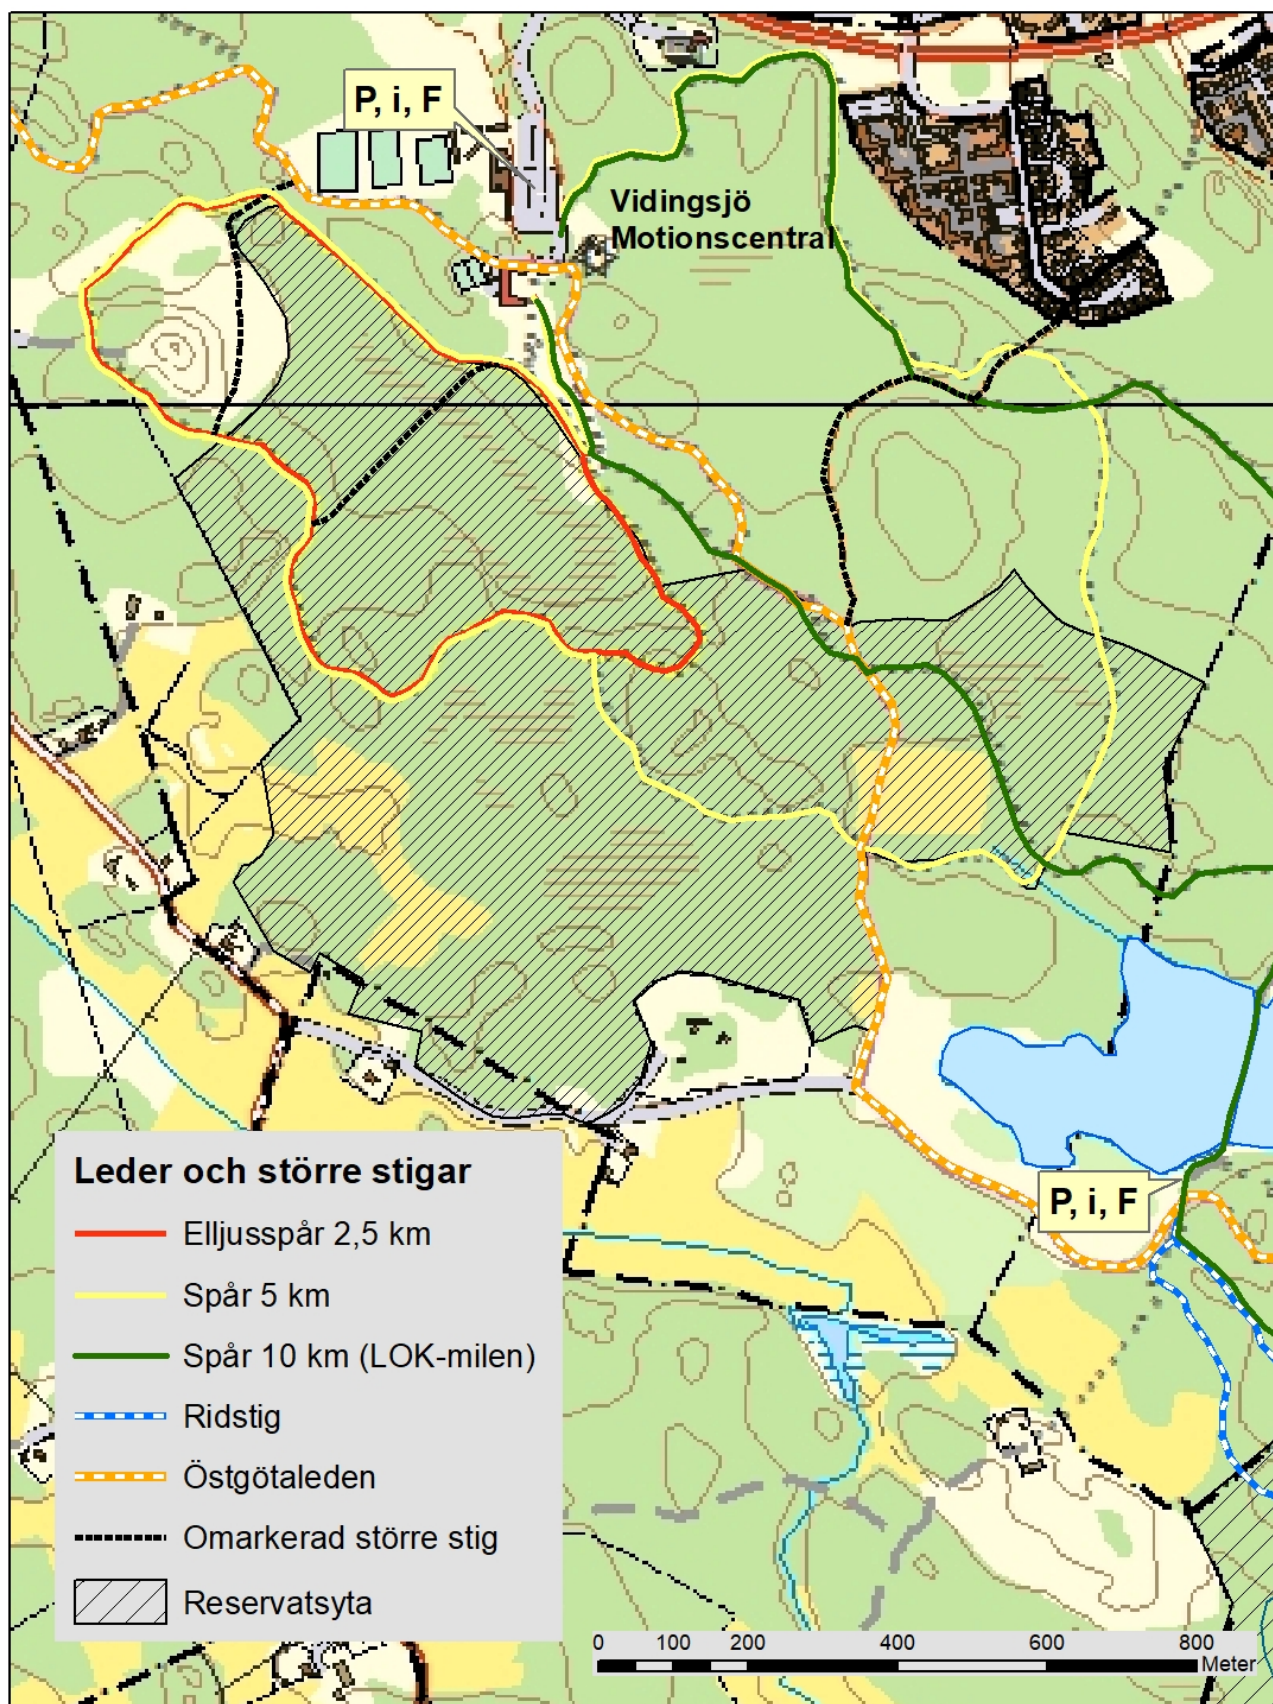 P, i, F
Vidingsjö
Motionscentral
P, i, F
Leder och större stigar
Elljusspår 2,5 km
Spår 5 km
Spår 10 km (LOK-milen)
Ridstig
Östgötaleden
Omarkerad större stig
Reservatsyta
0 100 200 400 600 800
Meter